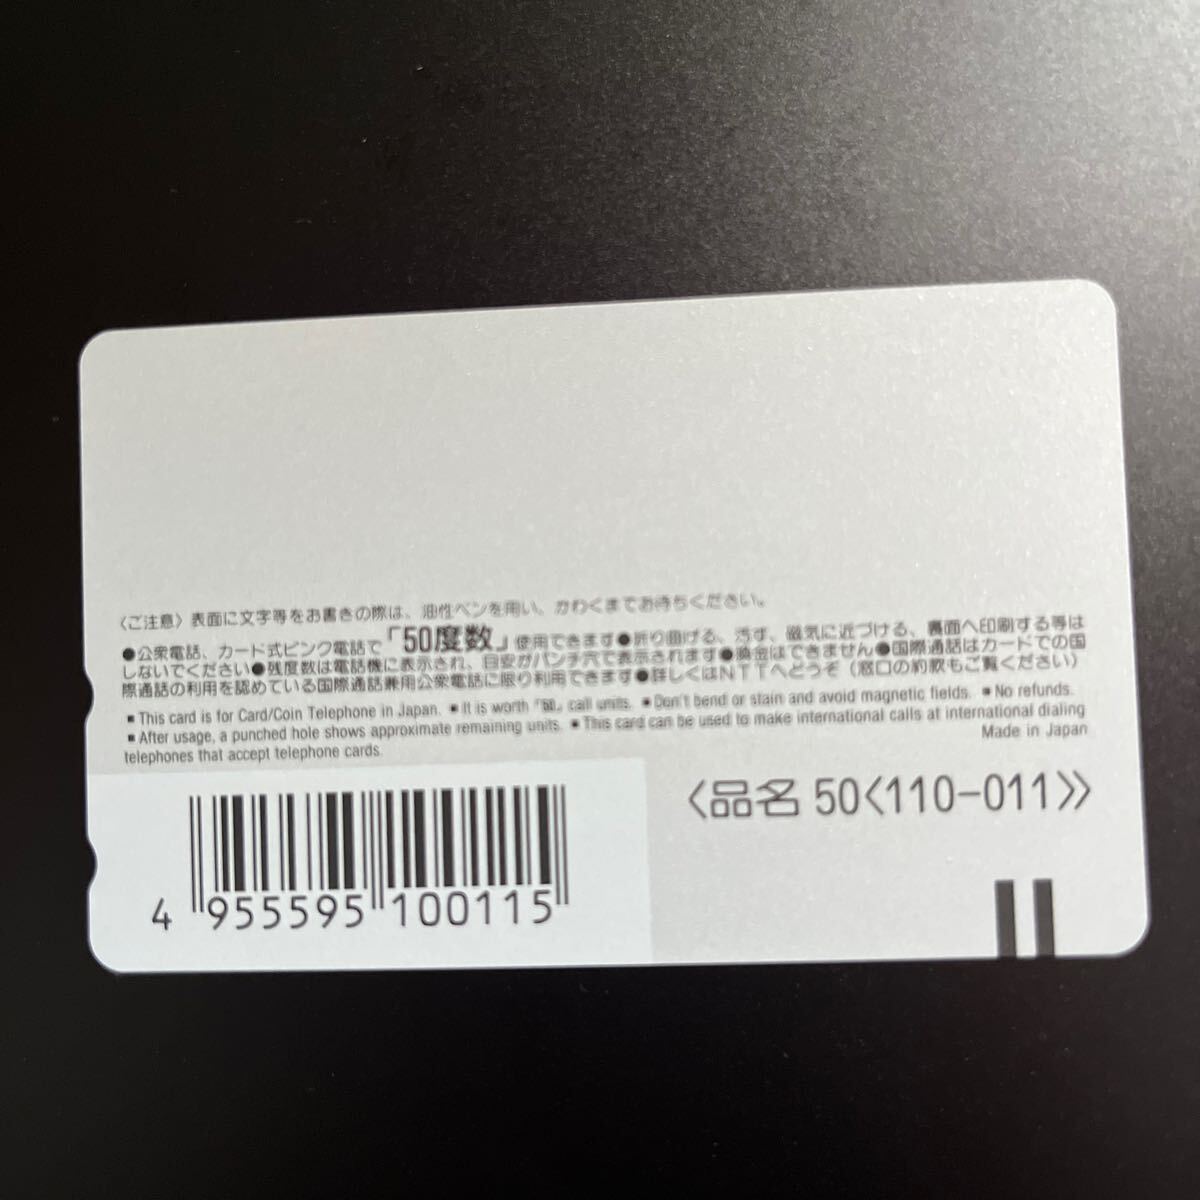 〈ご注意〉表面に文字等をお書きの際は、油性ペンを用い、かわくまでお待ちください。
●公衆電話、カード式ピンク電話で「50度数」使用できます●折り曲げる、汚す、磁気に近づける、裏面へ印刷する等は
しないでください●残度数は電話機に表示され、目安がパンチ穴で表示されます●換金はできません●国際通話はカードでの国
際通話の利用を認めている国際通話兼用公衆電話に限り利用できます●詳しくはNTTへどうぞ（窓口の約款もご覧ください）
■This card is for Card/Coin Telephone in Japan. ■It is worth「50」call units. ■Don't bend or stain and avoid magnetic fields. ■No refunds.
■After usage, a punched hole shows approximate remaining units. ■This card can be used to make international calls at international dialing
telephones that accept telephone cards.
Made in Japan
〈品名 50〈110-011〉〉
4 955595 100115